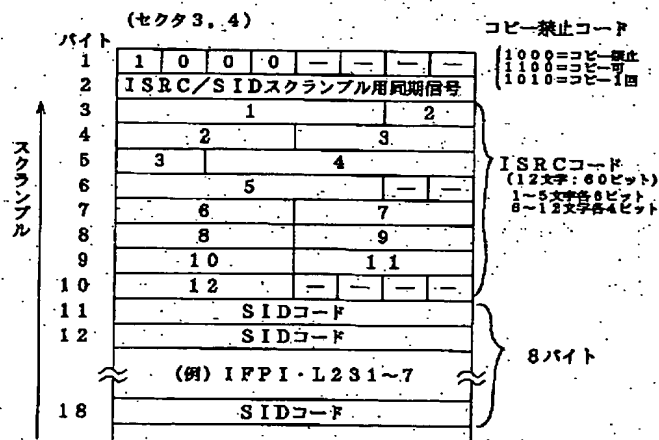 (セクタ3.4)
コピー禁止コード
バイト
1 1 0 0 0 — — — —
1000=コピー禁止
1100=コピー可
1010=コピー1回
2 ISRC/SIDスクランブル用同期信号
3 1 2
4 2 3
5 3 4
6 5 — —
7 6 7
8 8 9
9 10 11
10 12 — — — —
ISRCコード
(12文字:60ビット)
1~5文字各6ビット
6~12文字各4ビット
スクランブル
11 SIDコード
12 SIDコード
(例) IFPI・L231~7
8バイト
18 SIDコード